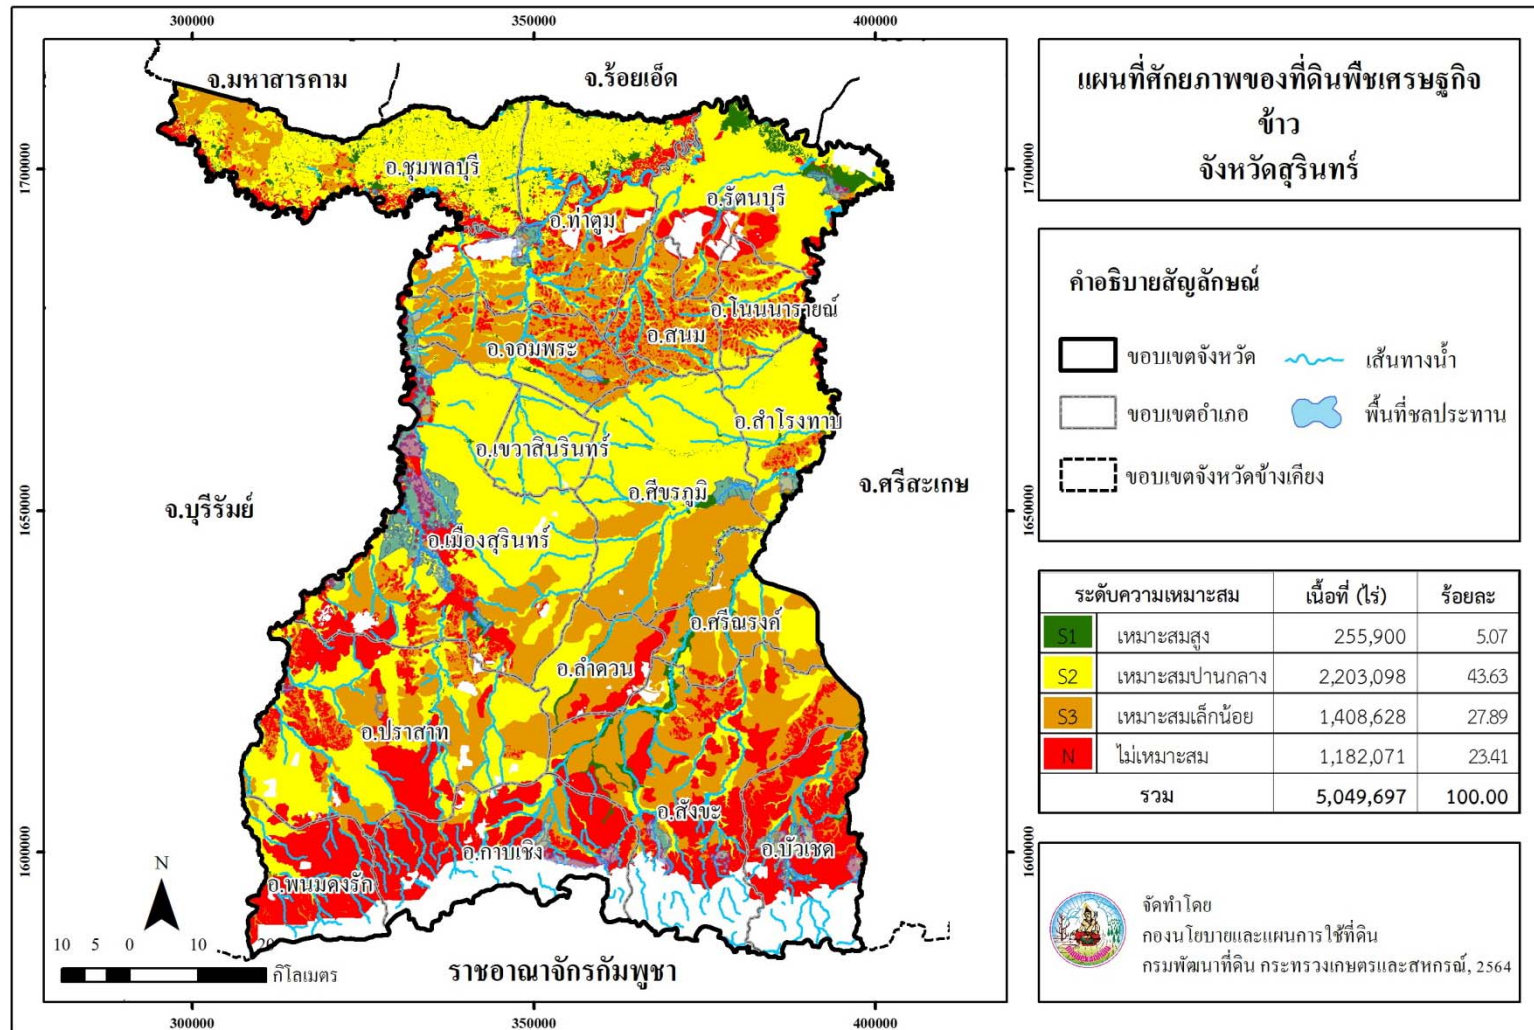 300000 350000 400000
จ.มหาสารคาม
จ.ร้อยเอ็ด
1700000 1700000
อ.ชุมพลบุรี
อ.รัตนบุรี
อ.ท่าตูม
อ.โนนนารายณ์
อ.สนม
อ.จอมพระ
อ.สำโรงทาบ
อ.เขวาสินรินทร์
อ.ศีขรภูมิ
จ.ศรีสะเกษ
จ.บุรีรัมย์
1650000 1650000
อ.เมืองสุรินทร์
อ.ศรีณรงค์
อ.ลำดวน
อ.ปราสาท
อ.สังขะ
อ.กาบเชิง
อ.บัวเชด
1600000 1600000
อ.พนมดงรัก
N
10 5 0 10 20
กิโลเมตร
ราชอาณาจักรกัมพูชา
300000 350000 400000
แผนที่ศักยภาพของที่ดินพืชเศรษฐกิจ
ข้าว
จังหวัดสุรินทร์
คำอธิบายสัญลักษณ์
ขอบเขตจังหวัด เส้นทางน้ำ
ขอบเขตอำเภอ พื้นที่ชลประทาน
ขอบเขตจังหวัดข้างเคียง
ระดับความเหมาะสม เนื้อที่ (ไร่) ร้อยละ
S1 เหมาะสมสูง 255,900 5.07
S2 เหมาะสมปานกลาง 2,203,098 43.63
S3 เหมาะสมเล็กน้อย 1,408,628 27.89
N ไม่เหมาะสม 1,182,071 23.41
รวม 5,049,697 100.00
จัดทำโดย
กองนโยบายและแผนการใช้ที่ดิน
กรมพัฒนาที่ดิน กระทรวงเกษตรและสหกรณ์, 2564